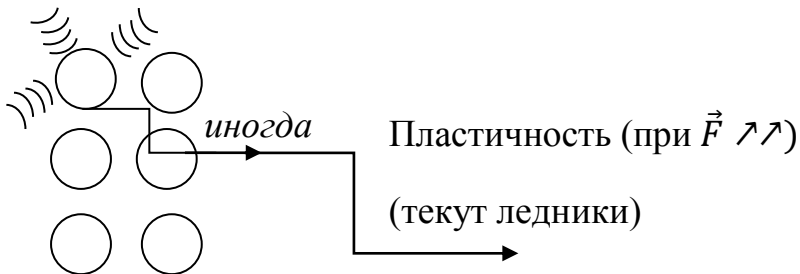 иногда
Пластичность (при F⃗ ↗↗)
(текут ледники)